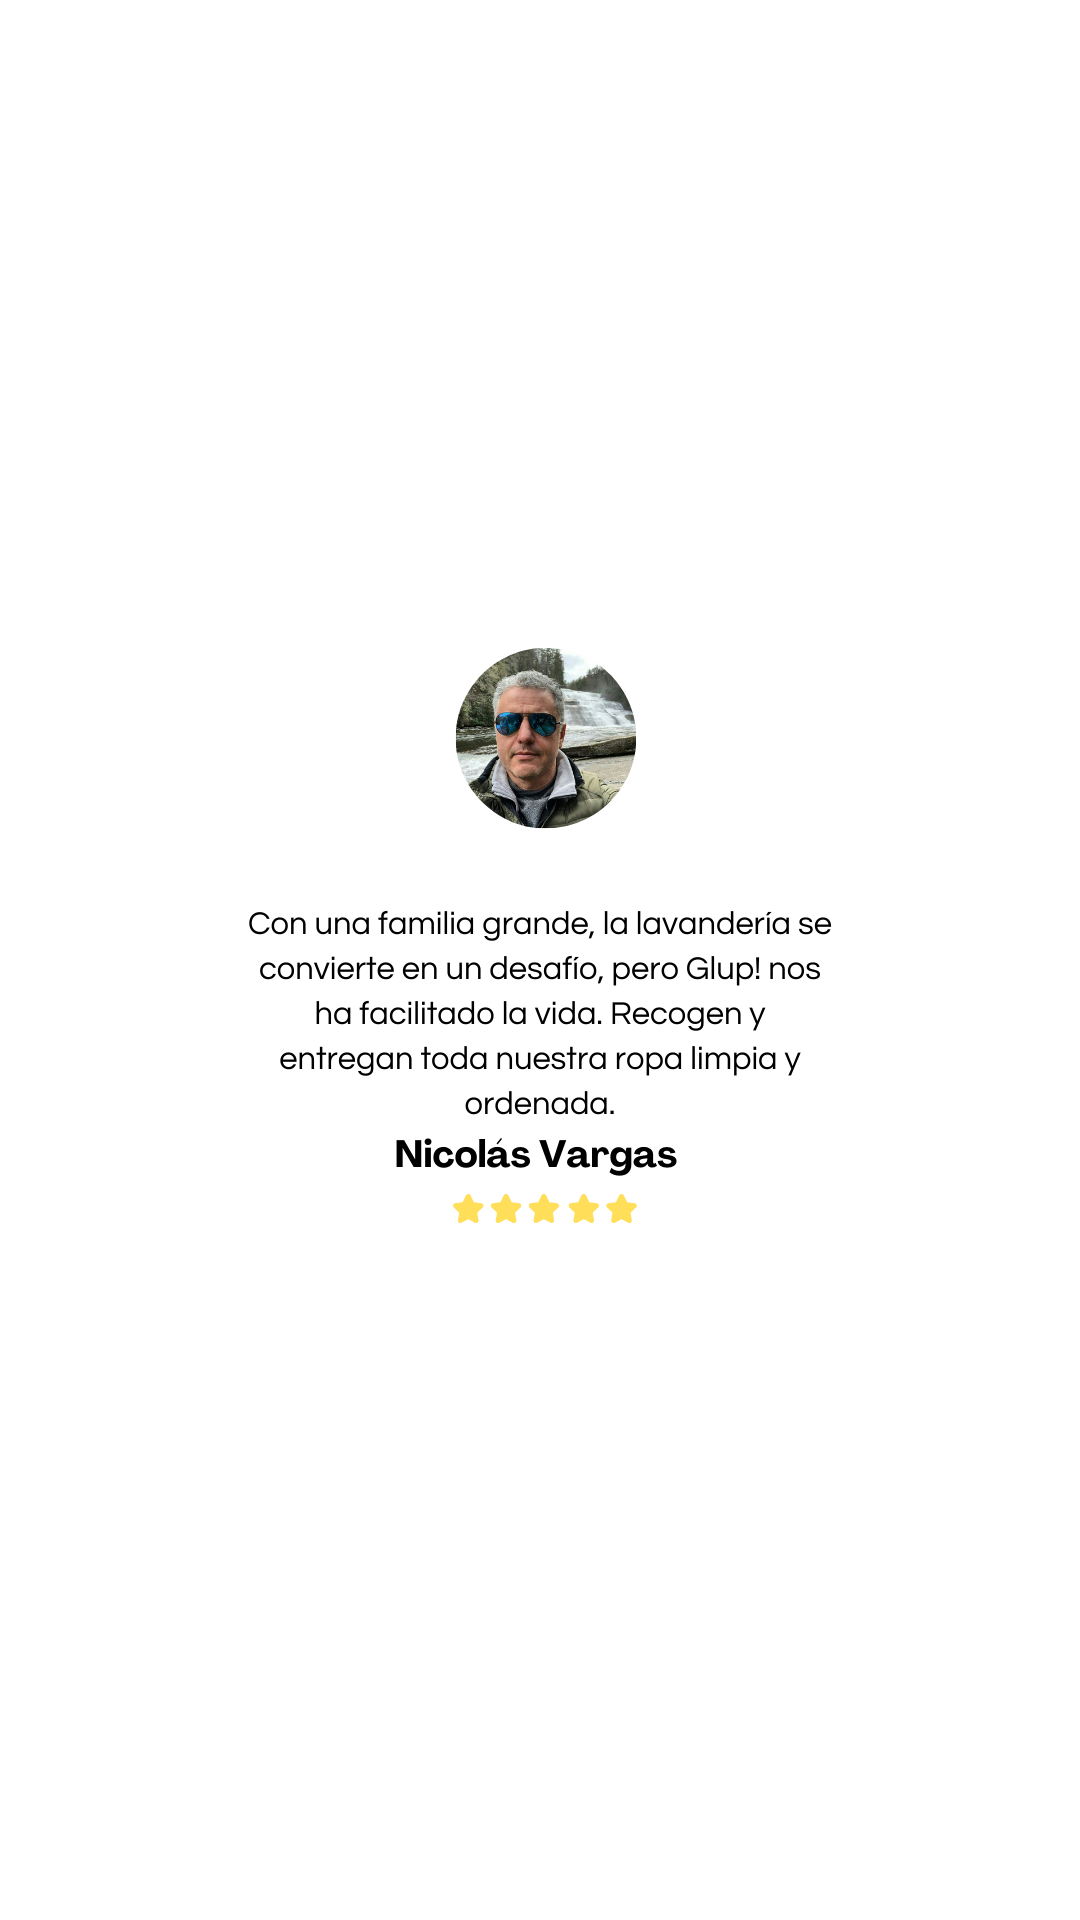 Con una familia grande, la lavandería se
convierte en un desafío, pero Glup! nos
ha facilitado la vida. Recogen y
entregan toda nuestra ropa limpia y
ordenada.
Nicolás Vargas